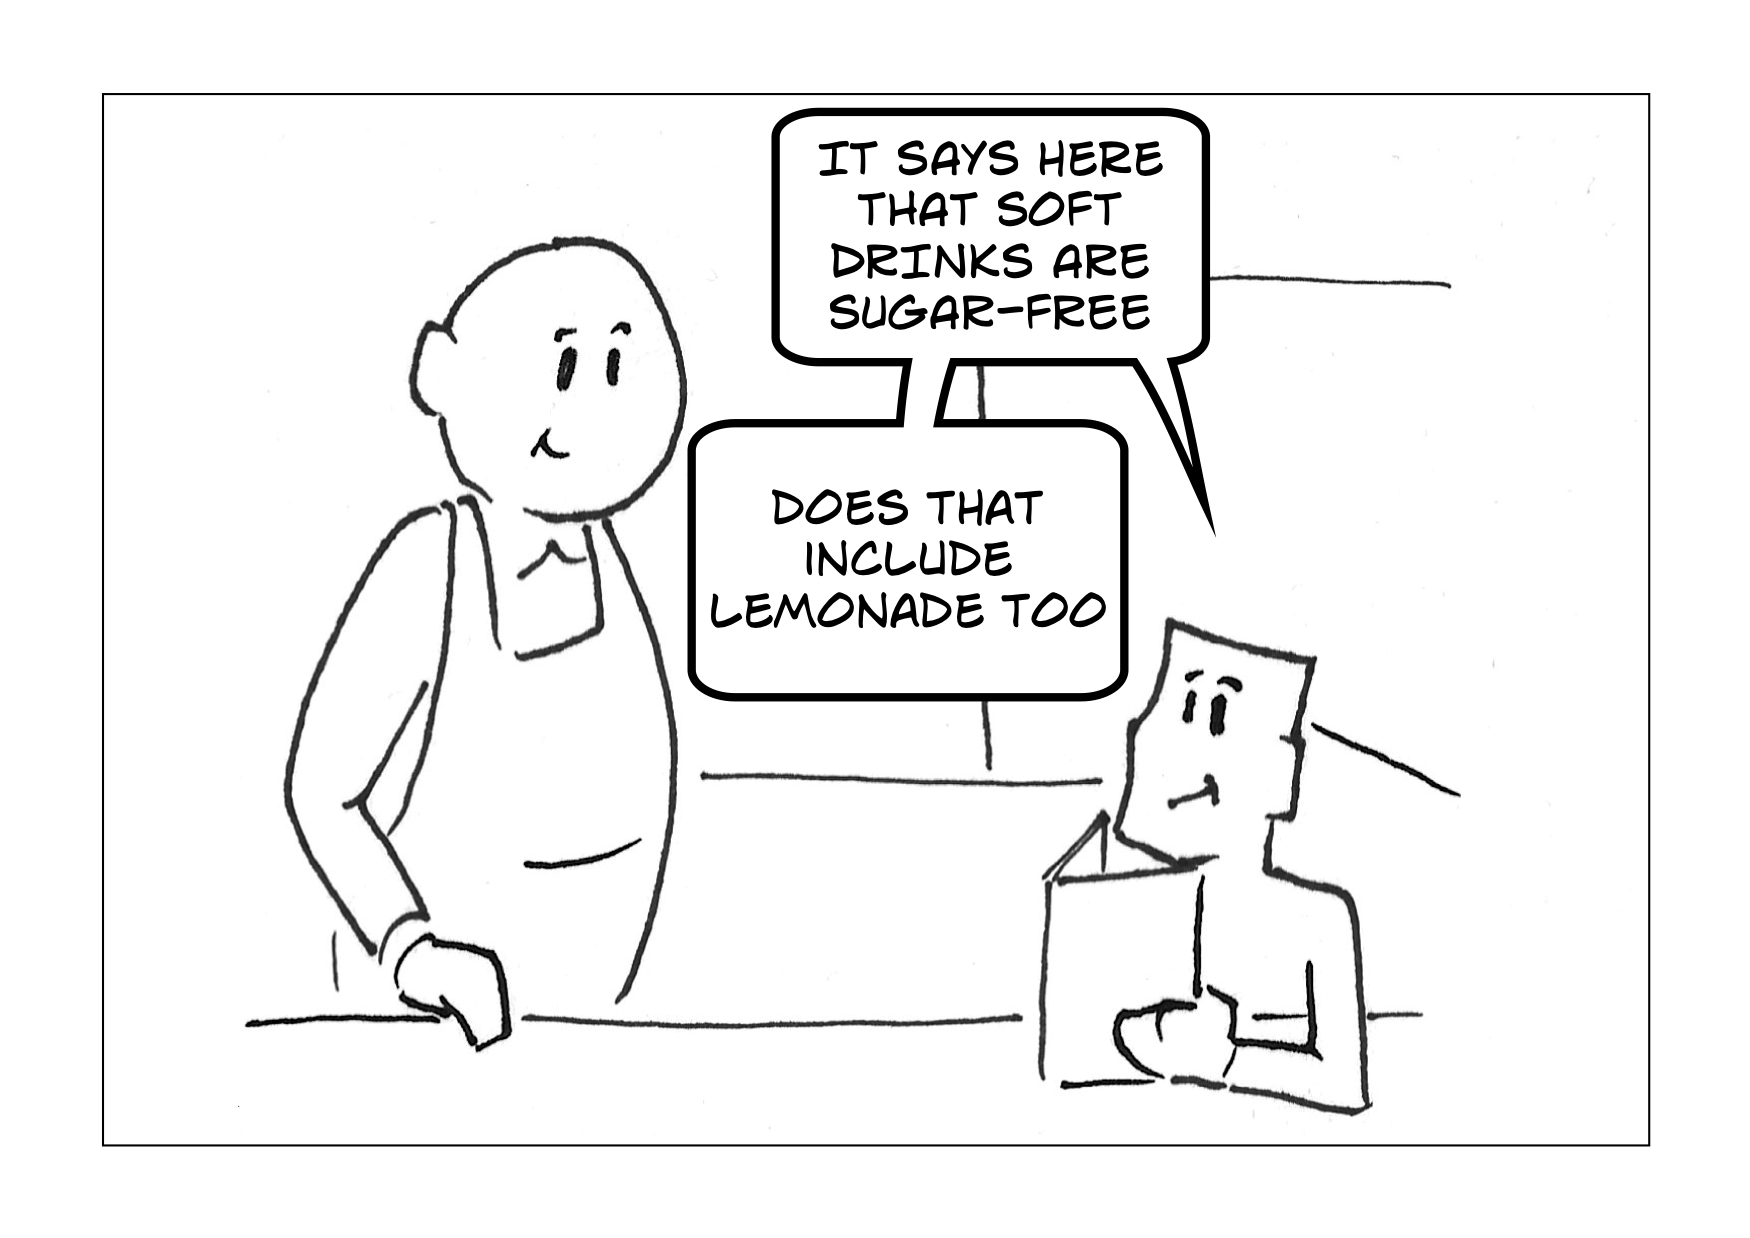 IT SAYS HERE
THAT SOFT
DRINKS ARE
SUGAR-FREE
DOES THAT
INCLUDE
LEMONADE TOO